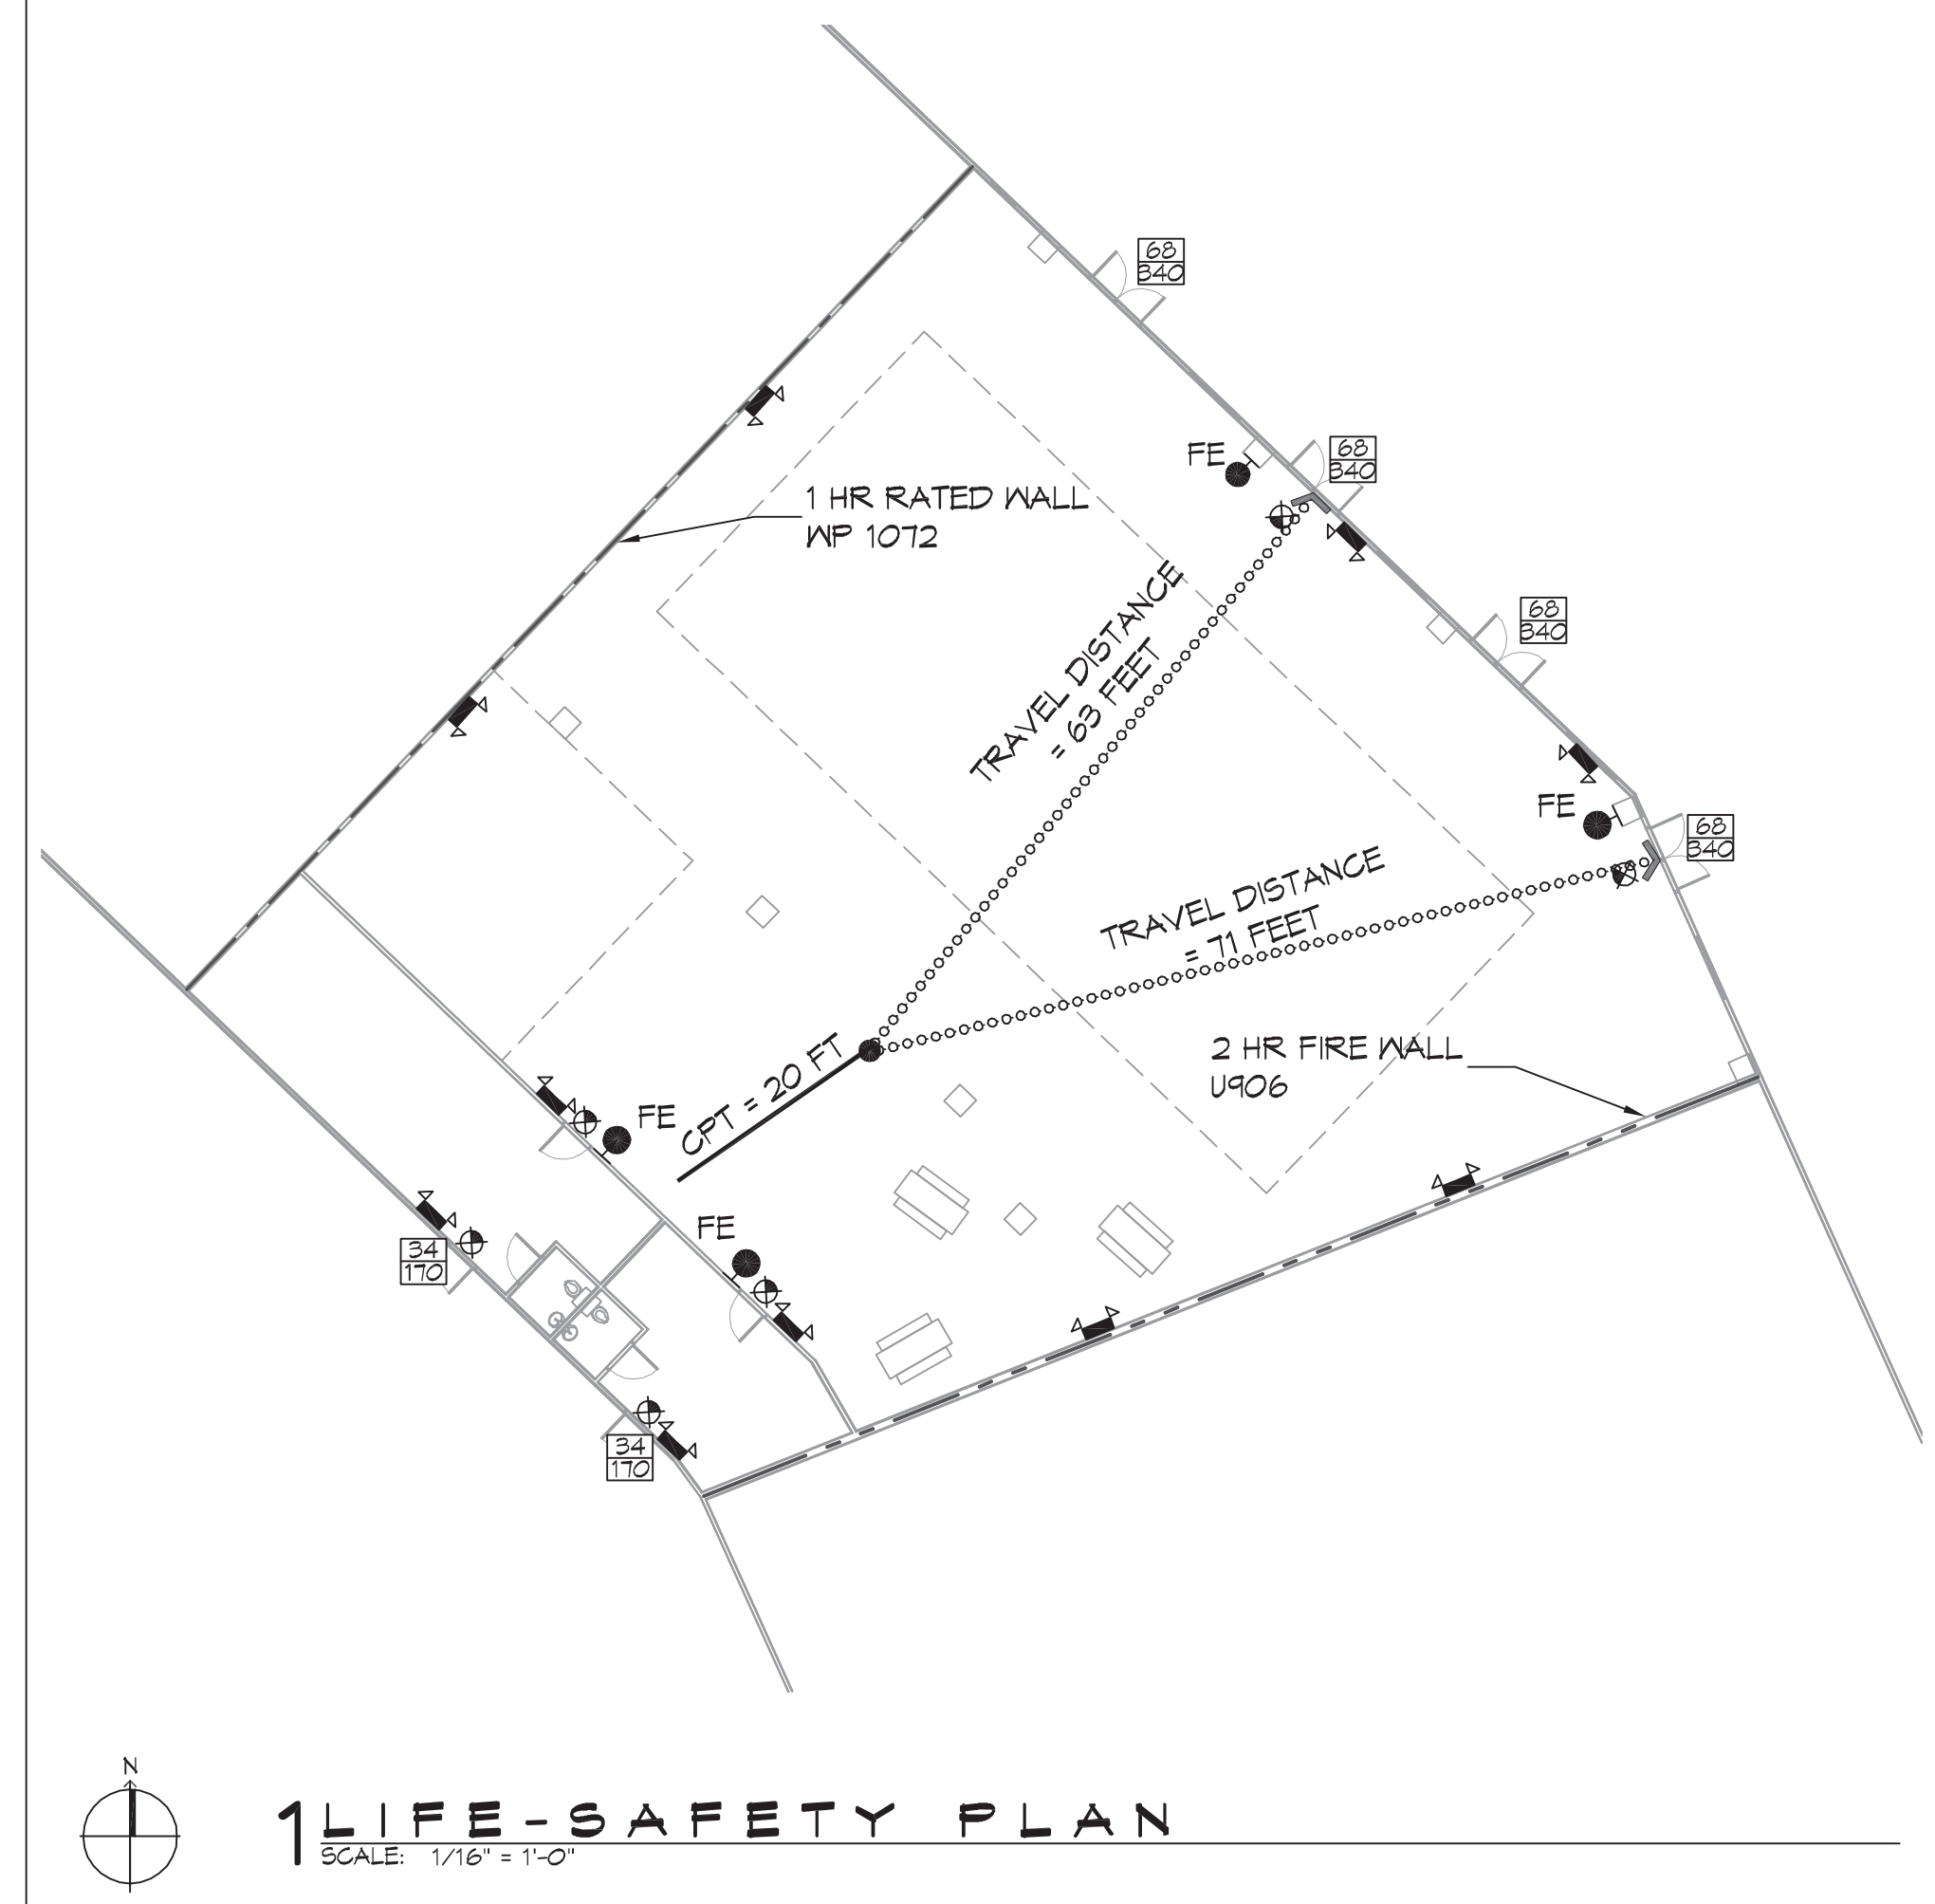 68
340
68
340
FE
1 HR RATED WALL
WP 1072
TRAVEL DISTANCE
= 63 FEET
68
340
FE
68
340
TRAVEL DISTANCE
= 71 FEET
2 HR FIRE WALL
U906
CPT = 20 FT
FE
FE
34
170
34
170
N
1 LIFE-SAFETY PLAN
SCALE: 1/16" = 1'-0"